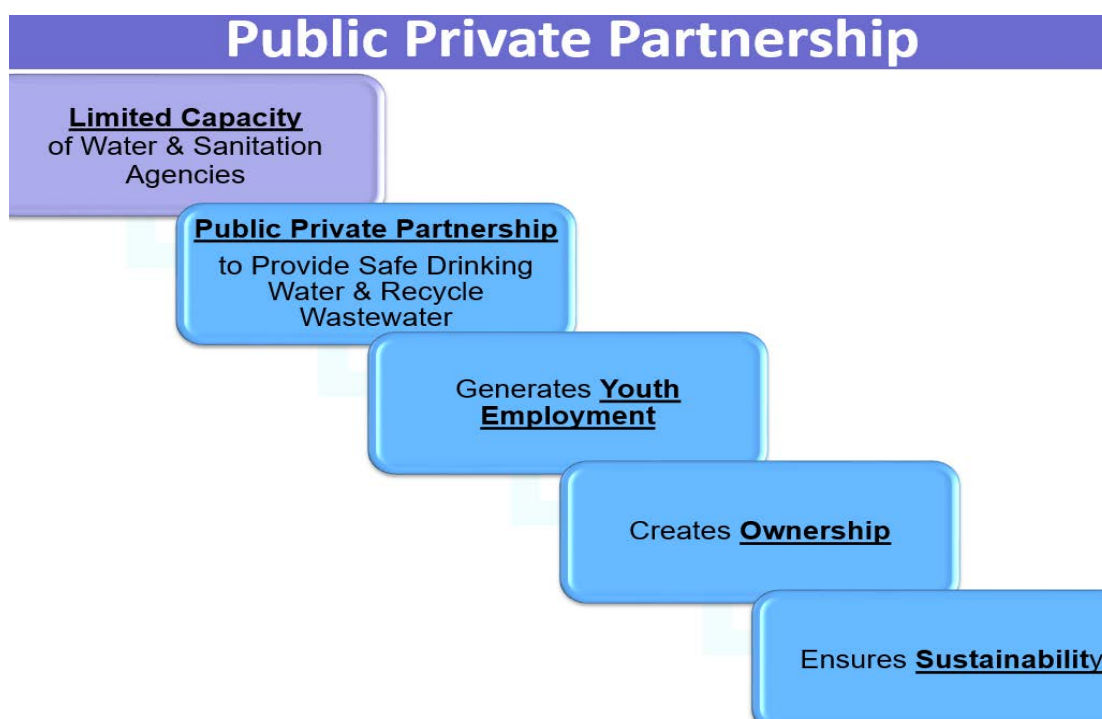 Public Private Partnership
Limited Capacity
of Water & Sanitation
Agencies
Public Private Partnership
to Provide Safe Drinking
Water & Recycle
Wastewater
Generates Youth
Employment
Creates Ownership
Ensures Sustainability